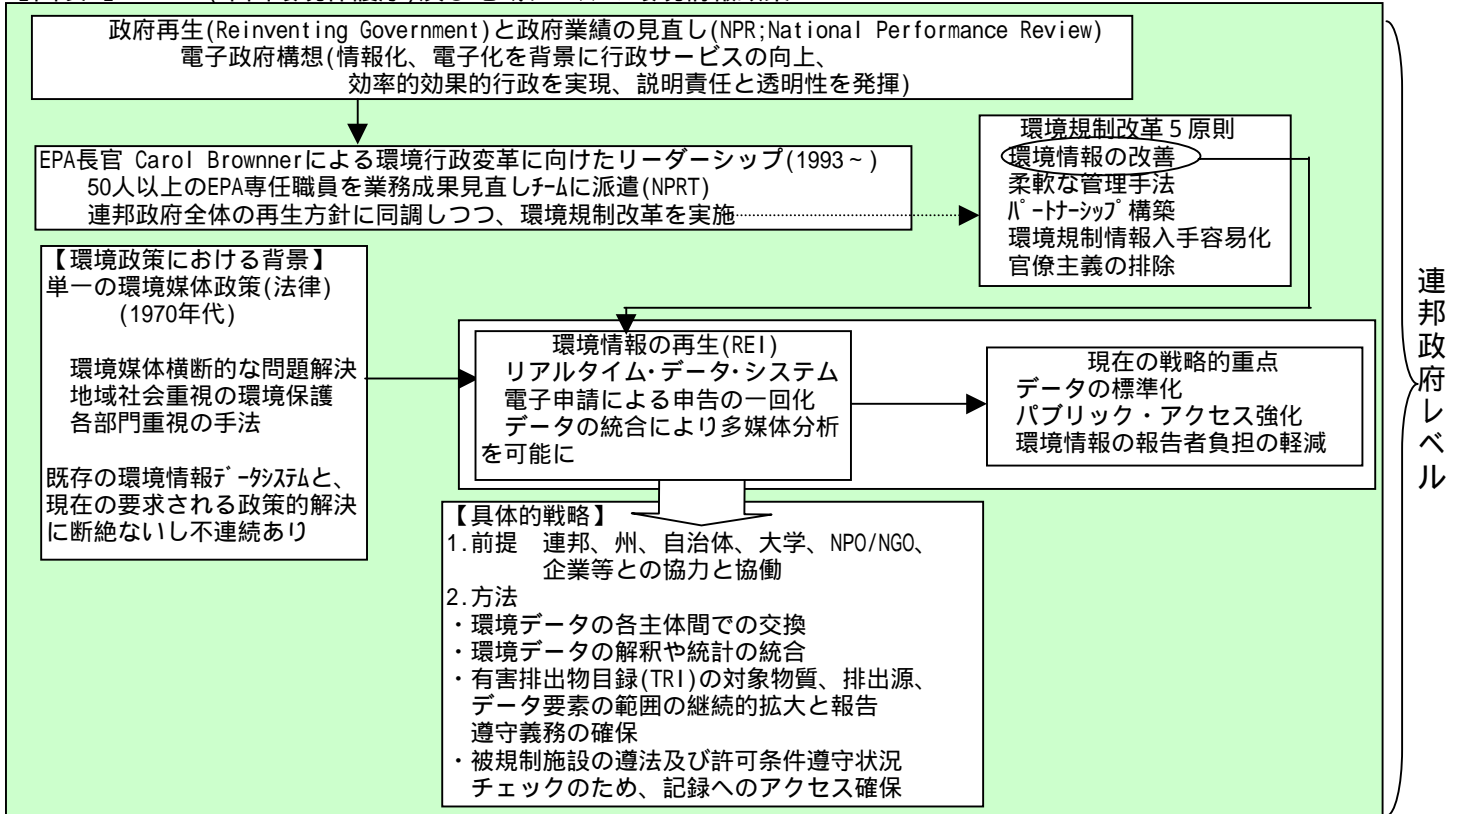 政府再生(Reinventing Government)と政府業績の見直し(NPR;National Performance Review)
電子政府構想(情報化、電子化を背景に行政サービスの向上、
効率的効果的行政を実現、説明責任と透明性を発揮)
EPA長官 Carol Brownnerによる環境行政変革に向けたリーダーシップ(1993~)
50人以上のEPA専任職員を業務成果見直しﾁｰﾑに派遣(NPRT)
連邦政府全体の再生方針に同調しつつ、環境規制改革を実施
環境規制改革５原則
環境情報の改善
柔軟な管理手法
ﾊﾟｰﾄﾅｰｼｯﾌﾟ構築
環境規制情報入手容易化
官僚主義の排除
【環境政策における背景】
単一の環境媒体政策(法律)
(1970年代)
環境媒体横断的な問題解決
地域社会重視の環境保護
各部門重視の手法
既存の環境情報ﾃﾞｰﾀｼｽﾃﾑと、
現在の要求される政策的解決
に断絶ないし不連続あり
環境情報の再生(REI)
リアルタイム･データ･システム
電子申請による申告の一回化
データの統合により多媒体分析
を可能に
現在の戦略的重点
データの標準化
パブリック・アクセス強化
環境情報の報告者負担の軽減
【具体的戦略】
1.前提　連邦、州、自治体、大学、NPO/NGO、
企業等との協力と協働
2.方法
・環境データの各主体間での交換
・環境データの解釈や統計の統合
・有害排出物目録(TRI)の対象物質、排出源、
データ要素の範囲の継続的拡大と報告
遵守義務の確保
・被規制施設の遵法及び許可条件遵守状況
チェックのため、記録へのアクセス確保
連邦政府レベル